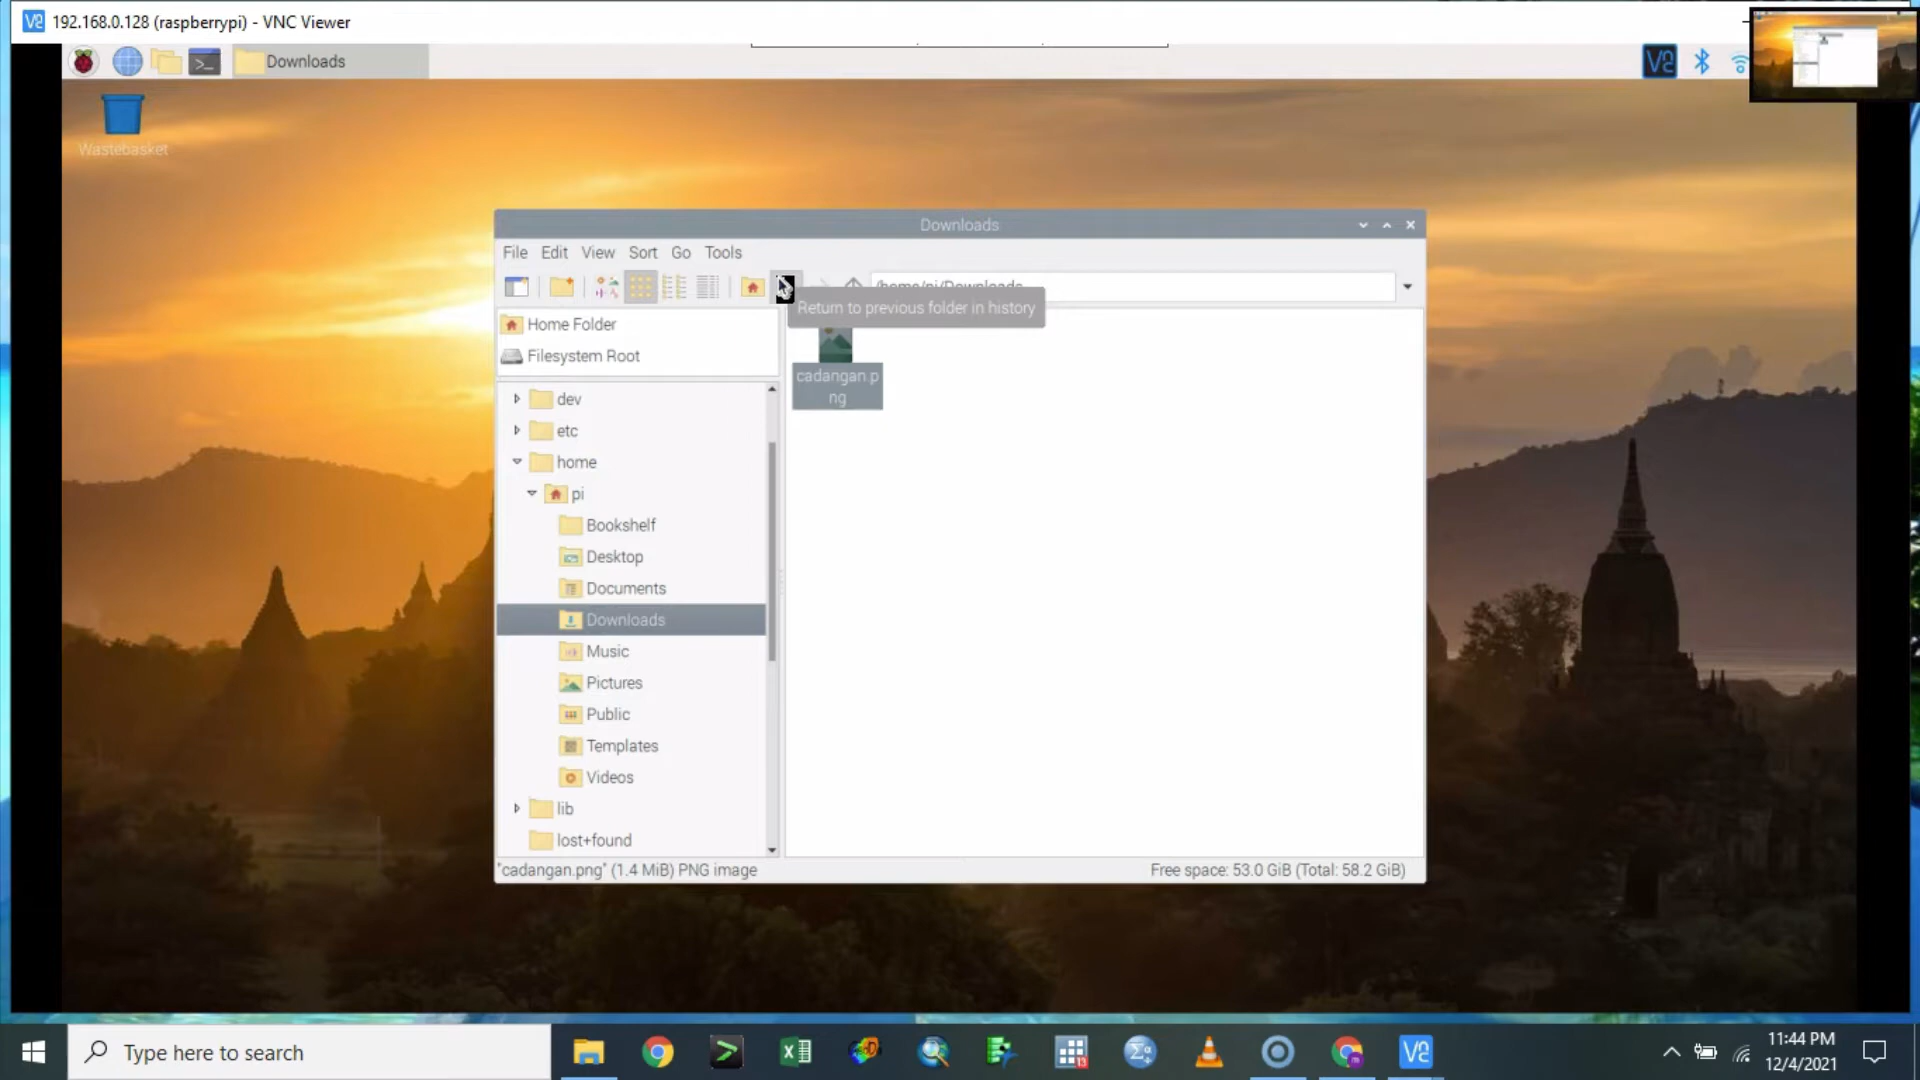 192.168.0.128 (raspberrypi) - VNC Viewer
Downloads
Wastebasket
Downloads
File Edit View Sort Go Tools
/home/pi/Downloads
Return to previous folder in history
Home Folder
Filesystem Root
cadangan.p
ng
dev
etc
home
pi
Bookshelf
Desktop
Documents
Downloads
Music
Pictures
Public
Templates
Videos
lib
lost+found
"cadangan.png" (1.4 MiB) PNG image
Free space: 53.0 GiB (Total: 58.2 GiB)
Type here to search
11:44 PM
12/4/2021